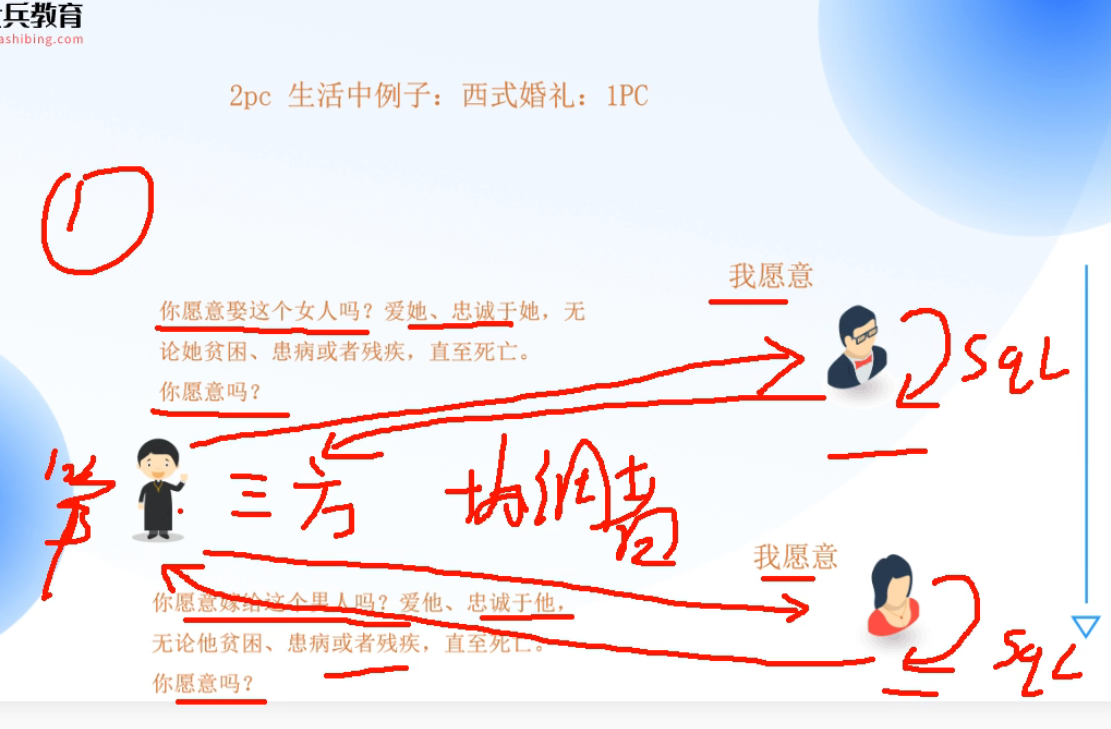 士兵教育
ashibing.com
2pc 生活中例子：西式婚礼：1PC
1
我愿意
你愿意娶这个女人吗？爱她、忠诚于她，无
论她贫困、患病或者残疾，直至死亡。
你愿意吗？
SqL
三方 协调者
我愿意
你愿意嫁给这个男人吗？爱他、忠诚于他，
无论他贫困、患病或者残疾，直至死亡。
你愿意吗？
SqL